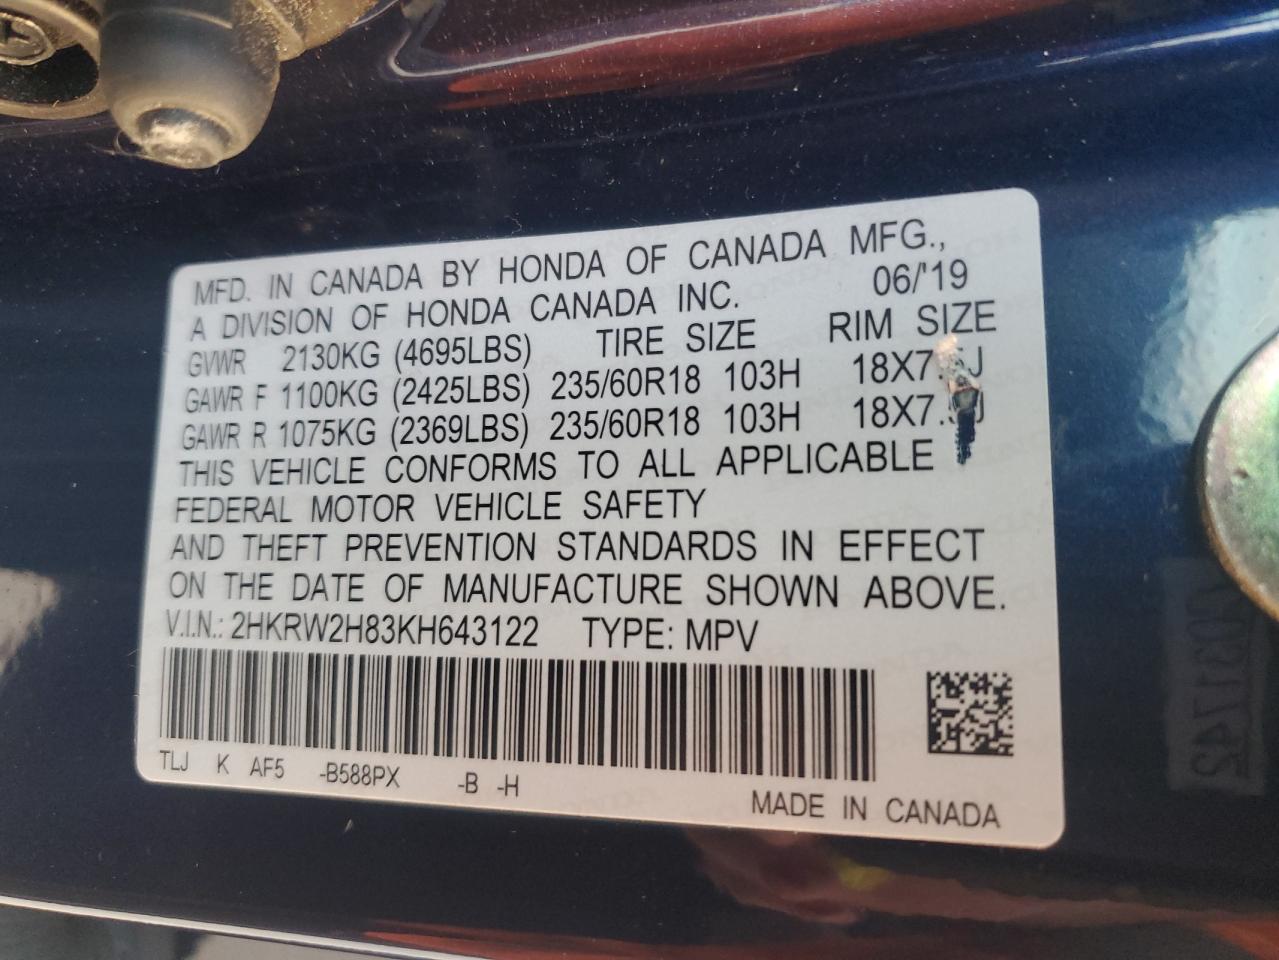 MFD. IN CANADA BY HONDA OF CANADA MFG.,
A DIVISION OF HONDA CANADA INC. 06/'19
GVWR 2130KG (4695LBS) TIRE SIZE RIM SIZE
GAWR F 1100KG (2425LBS) 235/60R18 103H
GAWR R 1075KG (2369LBS) 235/60R18 103H
THIS VEHICLE CONFORMS TO ALL APPLICABLE
FEDERAL MOTOR VEHICLE SAFETY
AND THEFT PREVENTION STANDARDS IN EFFECT
ON THE DATE OF MANUFACTURE SHOWN ABOVE.
V.I.N.: 2HKRW2H83KH643122 TYPE: MPV
TLJ K AF5 -B588PX -B -H
MADE IN CANADA